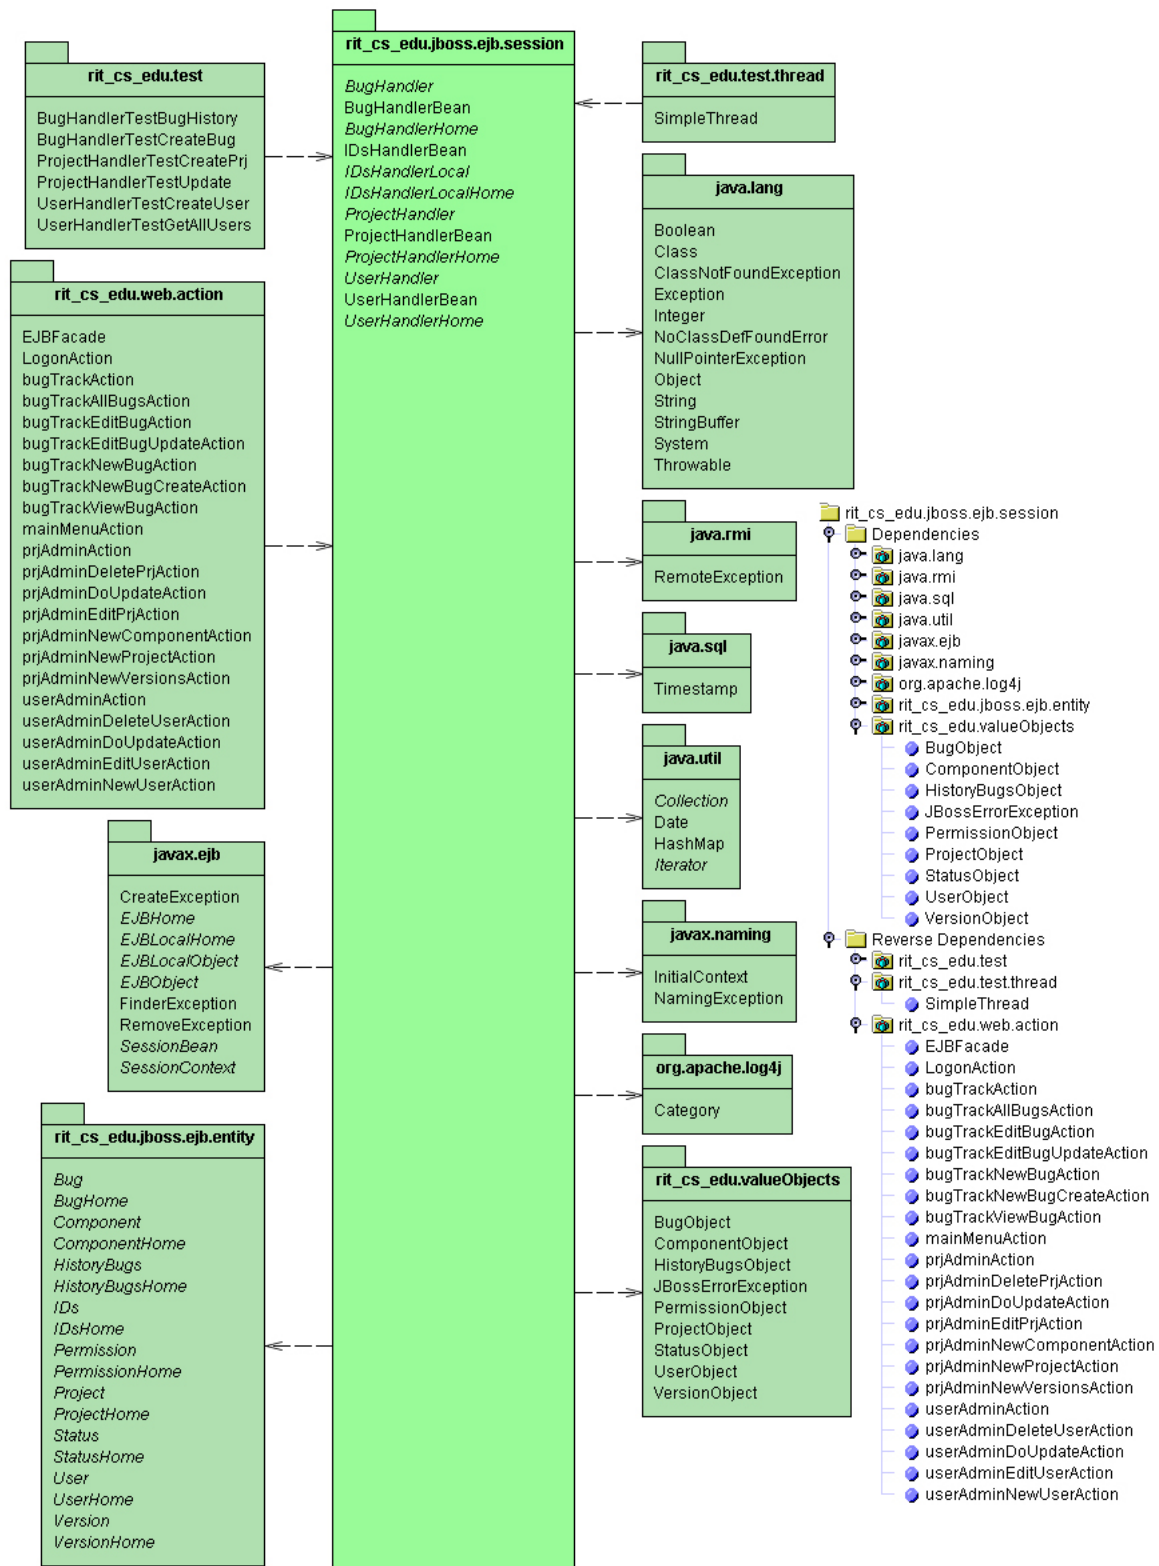 rit_cs_edu.test
BugHandlerTestBugHistory
BugHandlerTestCreateBug
ProjectHandlerTestCreatePrj
ProjectHandlerTestUpdate
UserHandlerTestCreateUser
UserHandlerTestGetAllUsers
rit_cs_edu.web.action
EJBFacade
LogonAction
bugTrackAction
bugTrackAllBugsAction
bugTrackEditBugAction
bugTrackEditBugUpdateAction
bugTrackNewBugAction
bugTrackNewBugCreateAction
bugTrackViewBugAction
mainMenuAction
prjAdminAction
prjAdminDeletePrjAction
prjAdminDoUpdateAction
prjAdminEditPrjAction
prjAdminNewComponentAction
prjAdminNewProjectAction
prjAdminNewVersionsAction
userAdminAction
userAdminDeleteUserAction
userAdminDoUpdateAction
userAdminEditUserAction
userAdminNewUserAction
javax.ejb
CreateException
EJBHome
EJBLocalHome
EJBLocalObject
EJBObject
FinderException
RemoveException
SessionBean
SessionContext
rit_cs_edu.jboss.ejb.entity
Bug
BugHome
Component
ComponentHome
HistoryBugs
HistoryBugsHome
IDs
IDsHome
Permission
PermissionHome
Project
ProjectHome
Status
StatusHome
User
UserHome
Version
VersionHome
rit_cs_edu.jboss.ejb.session
BugHandler
BugHandlerBean
BugHandlerHome
IDsHandlerBean
IDsHandlerLocal
IDsHandlerLocalHome
ProjectHandler
ProjectHandlerBean
ProjectHandlerHome
UserHandler
UserHandlerBean
UserHandlerHome
rit_cs_edu.test.thread
SimpleThread
java.lang
Boolean
Class
ClassNotFoundException
Exception
Integer
NoClassDefFoundError
NullPointerException
Object
String
StringBuffer
System
Throwable
java.rmi
RemoteException
java.sql
Timestamp
java.util
Collection
Date
HashMap
Iterator
javax.naming
InitialContext
NamingException
org.apache.log4j
Category
rit_cs_edu.valueObjects
BugObject
ComponentObject
HistoryBugsObject
JBossErrorException
PermissionObject
ProjectObject
StatusObject
UserObject
VersionObject
rit_cs_edu.jboss.ejb.session
Dependencies
java.lang
java.rmi
java.sql
java.util
javax.ejb
javax.naming
org.apache.log4j
rit_cs_edu.jboss.ejb.entity
rit_cs_edu.valueObjects
BugObject
ComponentObject
HistoryBugsObject
JBossErrorException
PermissionObject
ProjectObject
StatusObject
UserObject
VersionObject
Reverse Dependencies
rit_cs_edu.test
rit_cs_edu.test.thread
SimpleThread
rit_cs_edu.web.action
EJBFacade
LogonAction
bugTrackAction
bugTrackAllBugsAction
bugTrackEditBugAction
bugTrackEditBugUpdateAction
bugTrackNewBugAction
bugTrackNewBugCreateAction
bugTrackViewBugAction
mainMenuAction
prjAdminAction
prjAdminDeletePrjAction
prjAdminDoUpdateAction
prjAdminEditPrjAction
prjAdminNewComponentAction
prjAdminNewProjectAction
prjAdminNewVersionsAction
userAdminAction
userAdminDeleteUserAction
userAdminDoUpdateAction
userAdminEditUserAction
userAdminNewUserAction